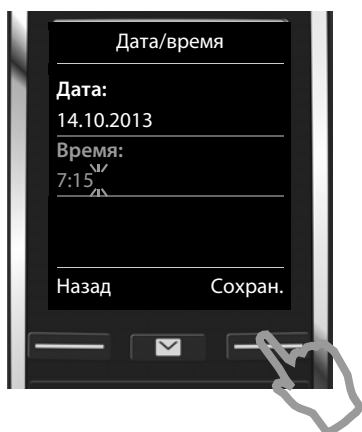 Дата/время
Дата:
14.10.2013
Время:
7:15
Назад Сохран.